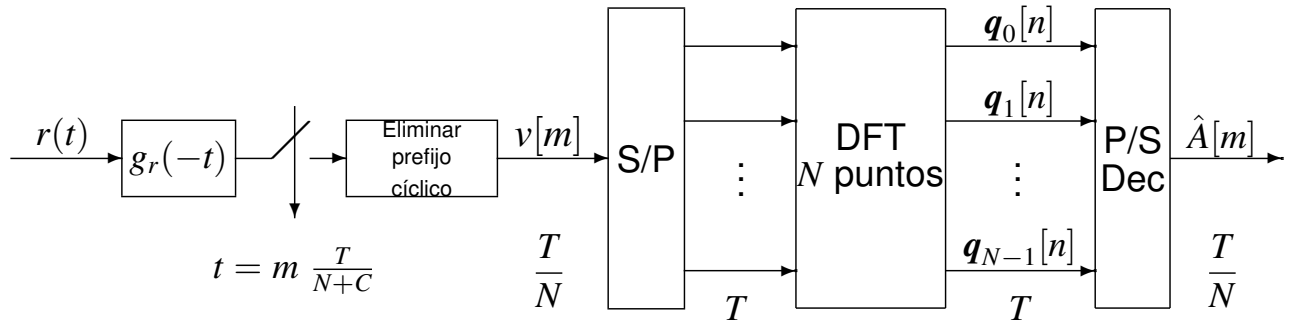 r(t)
g_r(−t)
t = m T/(N+C)
Eliminar
prefijo
cíclico
v[m]
T/N
S/P
⋮
T
DFT
N puntos
q_0[n]
q_1[n]
⋮
q_{N−1}[n]
T
P/S
Dec
Â[m]
T/N